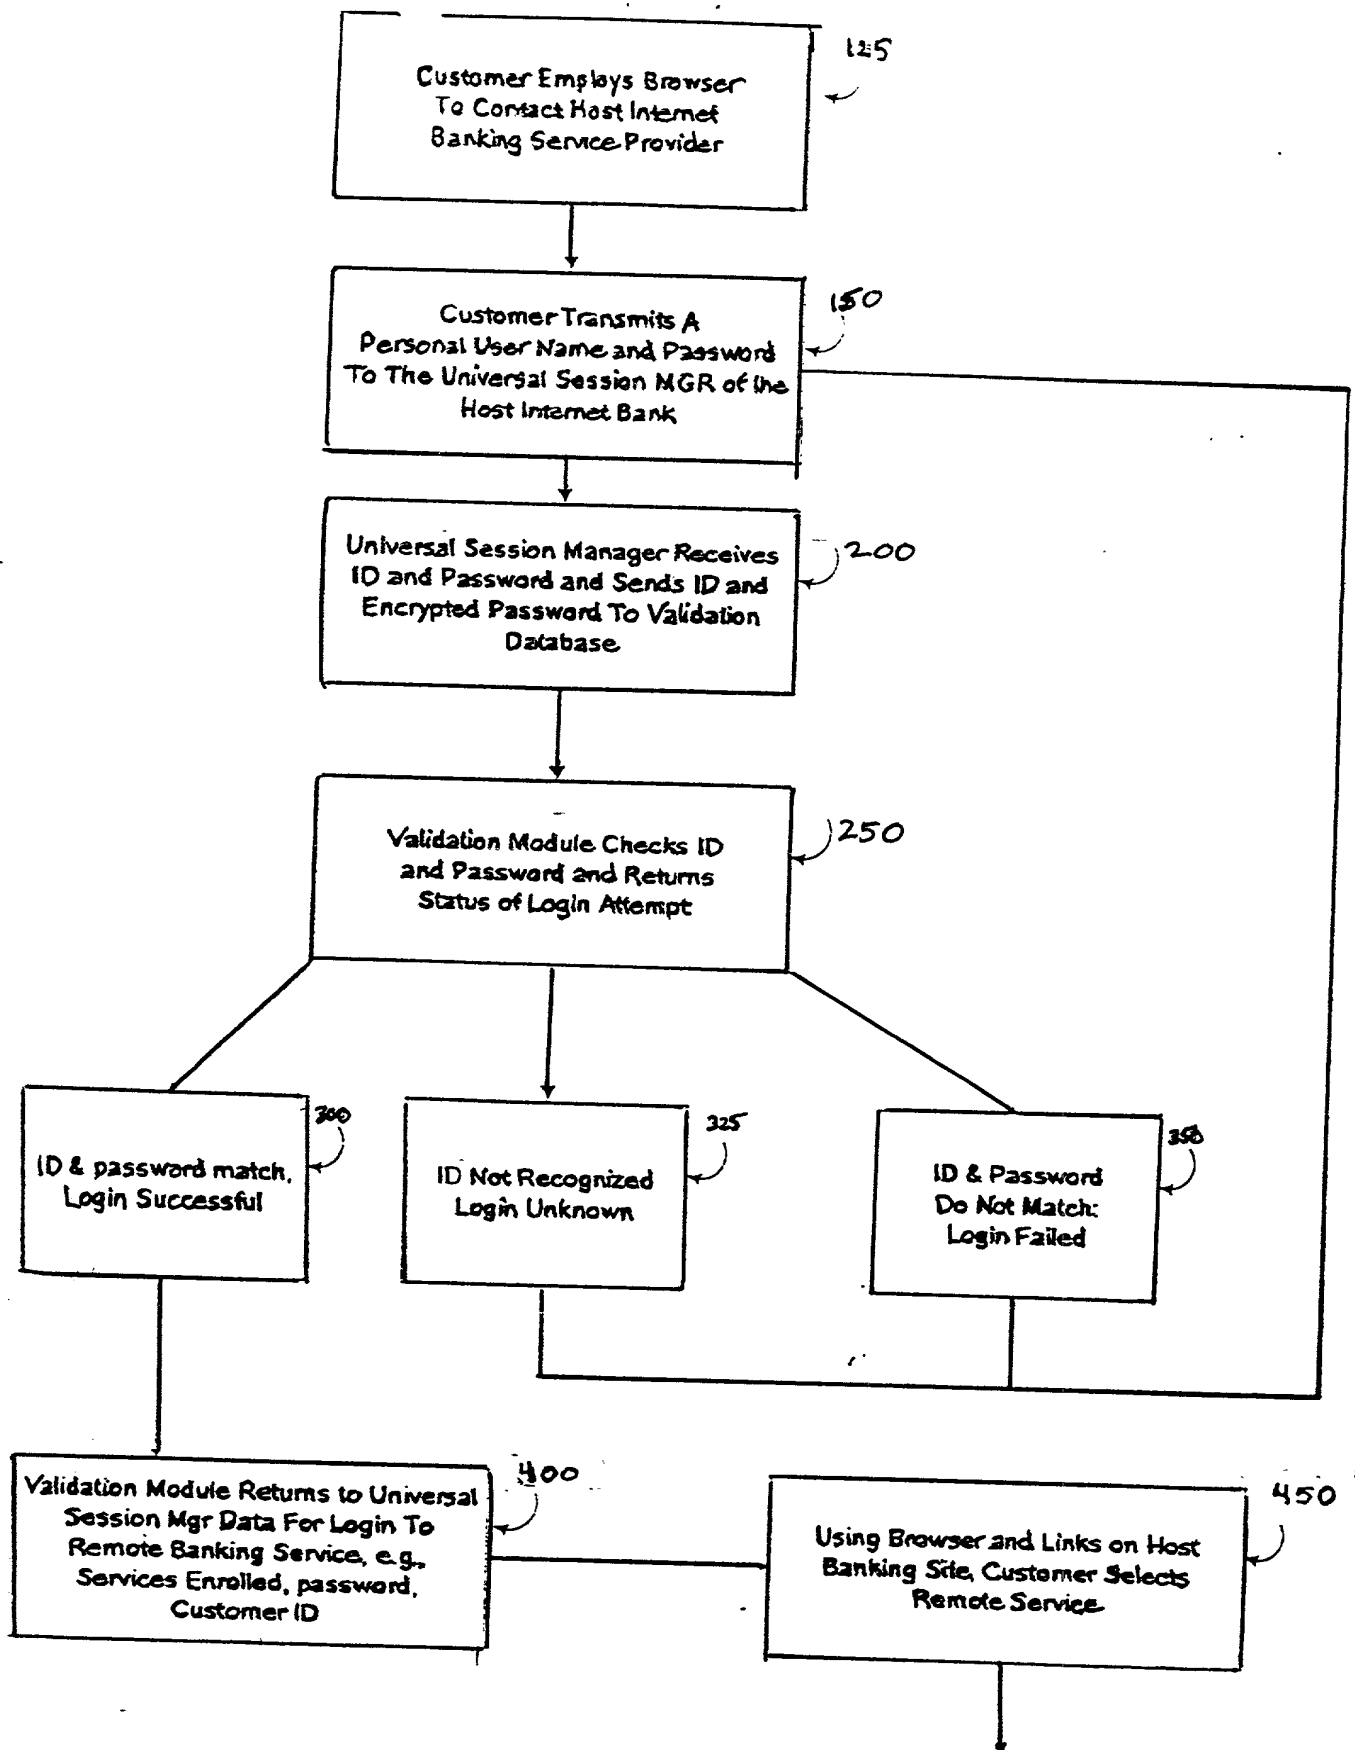 125
Customer Employs Browser
To Contact Host Internet
Banking Service Provider
150
Customer Transmits A
Personal User Name and Password
To The Universal Session MGR of the
Host Internet Bank
200
Universal Session Manager Receives
ID and Password and Sends ID and
Encrypted Password To Validation
Database
250
Validation Module Checks ID
and Password and Returns
Status of Login Attempt
300
ID & password match,
Login Successful
325
ID Not Recognized
Login Unknown
350
ID & Password
Do Not Match:
Login Failed
400
Validation Module Returns to Universal
Session Mgr Data For Login To
Remote Banking Service, e.g.,
Services Enrolled, password,
Customer ID
450
Using Browser and Links on Host
Banking Site, Customer Selects
Remote Service